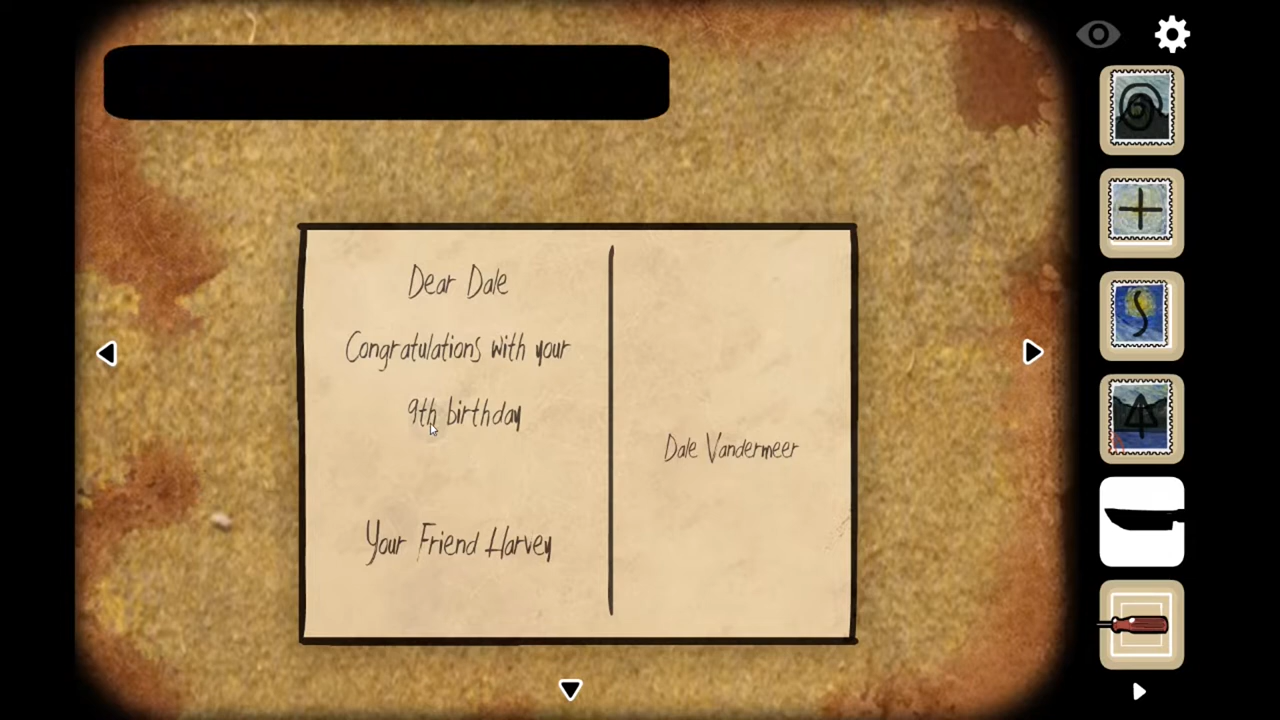 Dear Dale
Congratulations with your
9th birthday
Your Friend Harvey
Dale Vandermeer